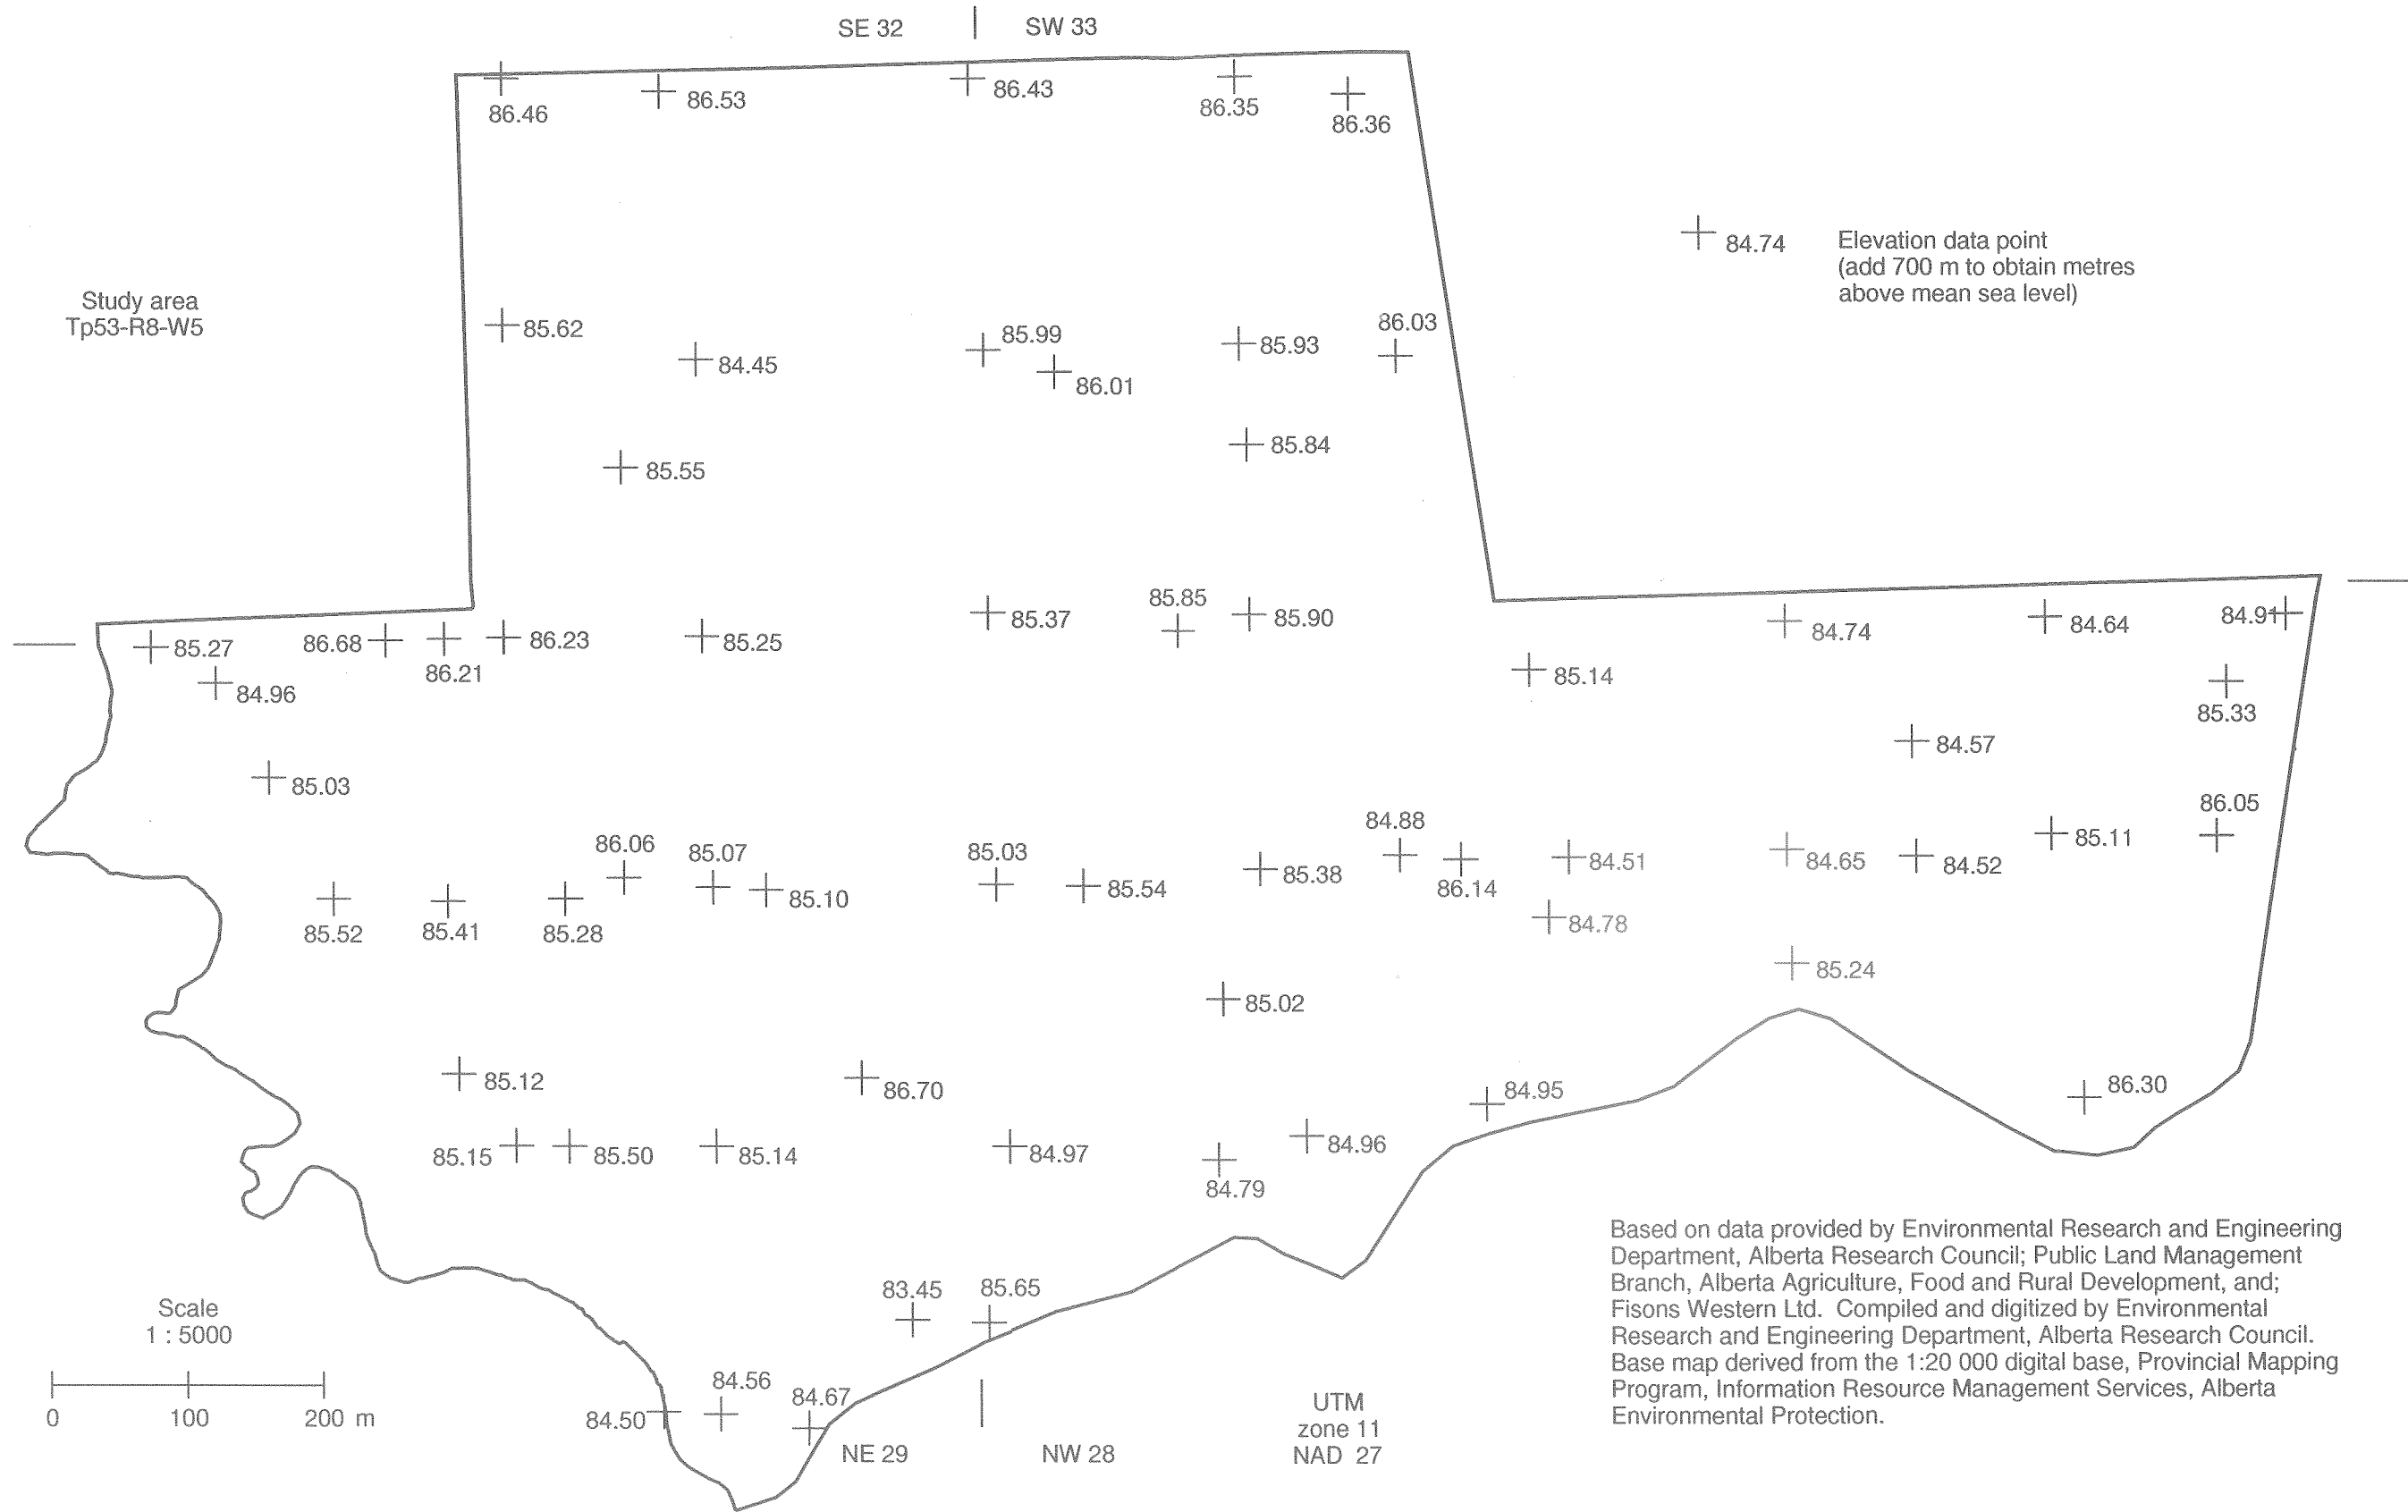 SE 32
SW 33
86.46
86.53
86.43
86.35
86.36
84.74
Elevation data point
(add 700 m to obtain metres
above mean sea level)
Study area
Tp53-R8-W5
85.62
84.45
85.99
86.01
85.93
86.03
85.84
85.55
85.27
86.68
86.21
86.23
85.25
85.37
85.85
85.90
84.74
84.64
84.91
84.96
85.14
85.33
84.57
85.03
86.05
85.11
86.06
85.07
85.10
85.03
85.54
85.38
84.88
86.14
84.51
84.65
84.52
85.52
85.41
85.28
84.78
85.24
85.02
85.12
86.70
84.95
86.30
85.15
85.50
85.14
84.97
84.96
84.79
83.45
85.65
Based on data provided by Environmental Research and Engineering
Department, Alberta Research Council; Public Land Management
Branch, Alberta Agriculture, Food and Rural Development, and;
Fisons Western Ltd. Compiled and digitized by Environmental
Research and Engineering Department, Alberta Research Council.
Base map derived from the 1:20 000 digital base, Provincial Mapping
Program, Information Resource Management Services, Alberta
Environmental Protection.
Scale
1 : 5000
0 100 200 m
84.50
84.56
84.67
NE 29
NW 28
UTM
zone 11
NAD 27